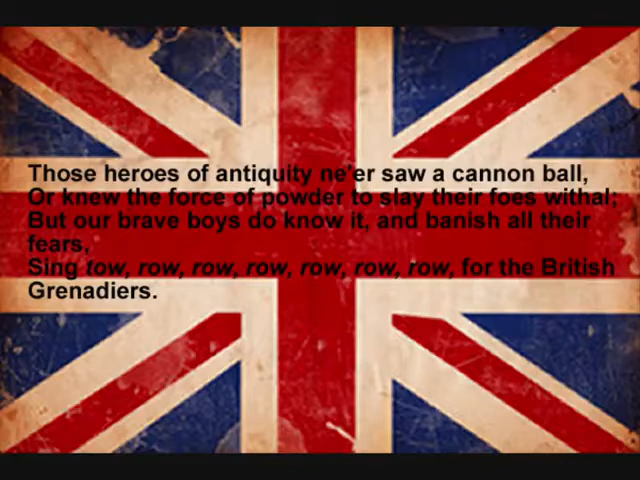 Those heroes of antiquity ne'er saw a cannon ball,
Or knew the force of powder to slay their foes withal;
But our brave boys do know it, and banish all their
fears,
Sing tow, row, row, row, row, row, row, for the British
Grenadiers.